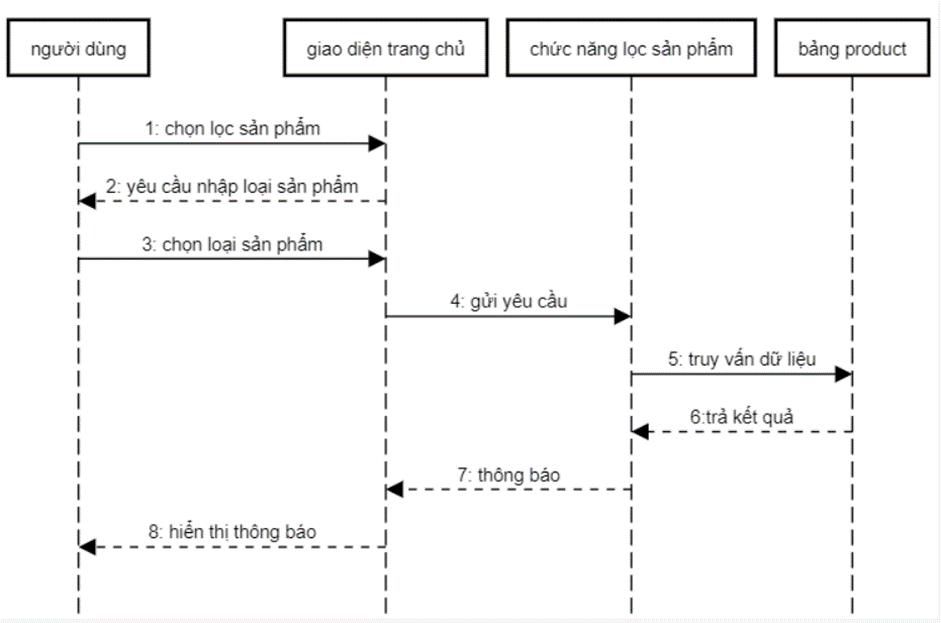 người dùng
giao diện trang chủ
chức năng lọc sản phẩm
bảng product
1: chọn lọc sản phẩm
2: yêu cầu nhập loại sản phẩm
3: chọn loại sản phẩm
4: gửi yêu cầu
5: truy vấn dữ liệu
6:trả kết quả
7: thông báo
8: hiển thị thông báo